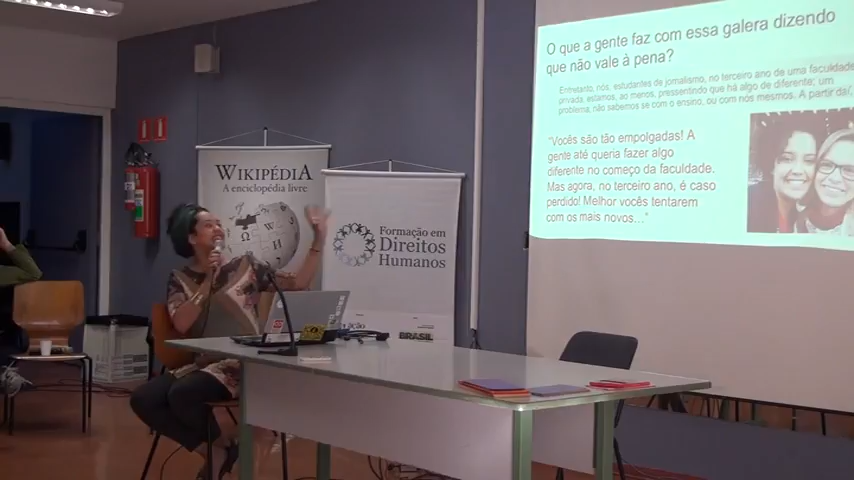 O que a gente faz com essa galera dizendo
que não vale à pena?
Entretanto, nós, estudantes de jornalismo, no terceiro ano de uma faculdade
privada, estamos, ao menos, pressentindo que há algo de diferente; um
problema, não sabemos se com o ensino, ou com nós mesmos. A partir daí,
"Vocês são tão empolgadas! A
gente até queria fazer algo
diferente no começo da faculdade.
Mas agora, no terceiro ano, é caso
perdido! Melhor vocês tentarem
com os mais novos..."
WIKIPÉDIA
A enciclopédia livre
Ω
W
Formação em
Direitos
Humanos
BRASIL